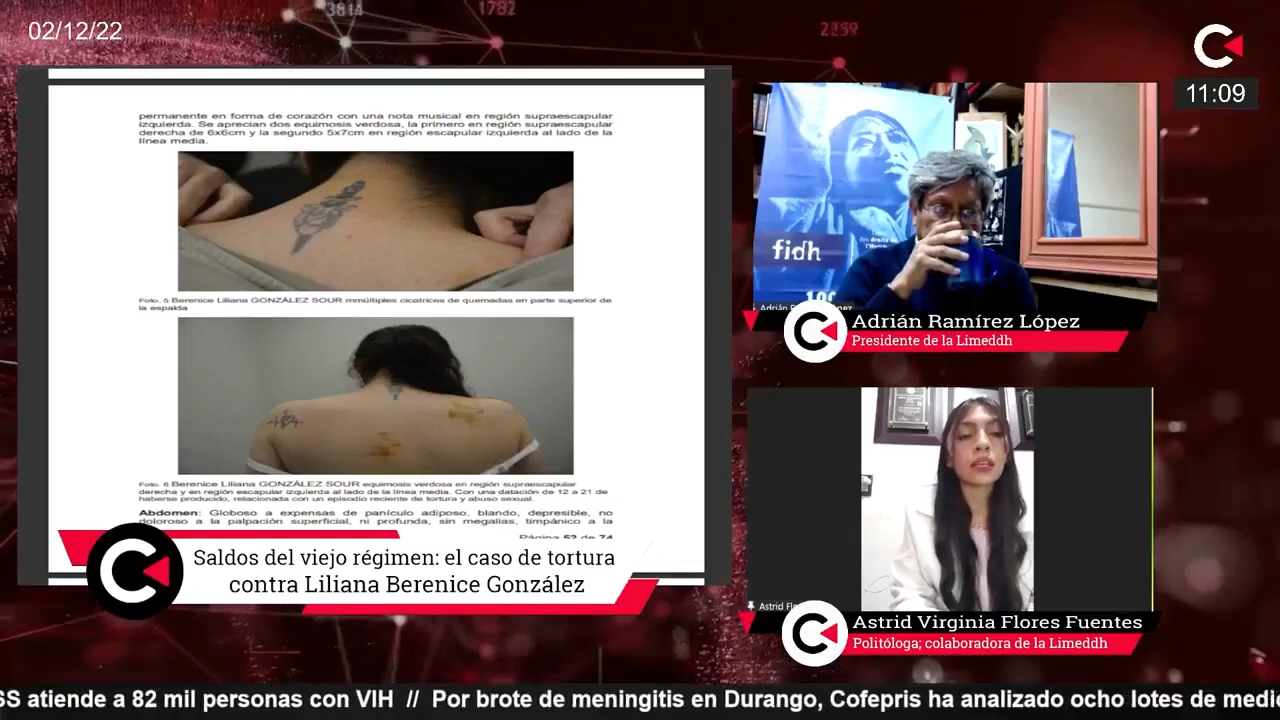 02/12/22
3814
1782
2259
11:09
permanente en forma de corazón con una nota musical en región supraescapular
izquierda. Se aprecian dos equimosis verdosa, la primero en región supraescapular
derecha de 6x6cm y la segundo 5x7cm en región escapular izquierda al lado de la
línea media.
Foto. 5 Berenice Liliana GONZÁLEZ SOUR mmúltiples cicatrices de quemadas en parte superior de
la espalda
Foto. 6 Berenice Liliana GONZÁLEZ SOUR equimosis verdosa en región supraescapular
derecha y en región escapular izquierda al lado de la línea media. Con una datación de 12 a 21 de
haberse producido, relacionada con un episodio reciente de tortura y abuso sexual.
Abdomen: Globoso a expensas de panículo adiposo, blando, depresible, no
doloroso a la palpación superficial, ni profunda, sin megalias, timpánico a la
Página 52 de 74
Saldos del viejo régimen: el caso de tortura
contra Liliana Berenice González
fidh
Adrián Ramírez López
Presidente de la Limeddh
Astrid
Astrid Virginia Flores Fuentes
Politóloga; colaboradora de la Limeddh
SS atiende a 82 mil personas con VIH // Por brote de meningitis en Durango, Cofepris ha analizado ocho lotes de medi